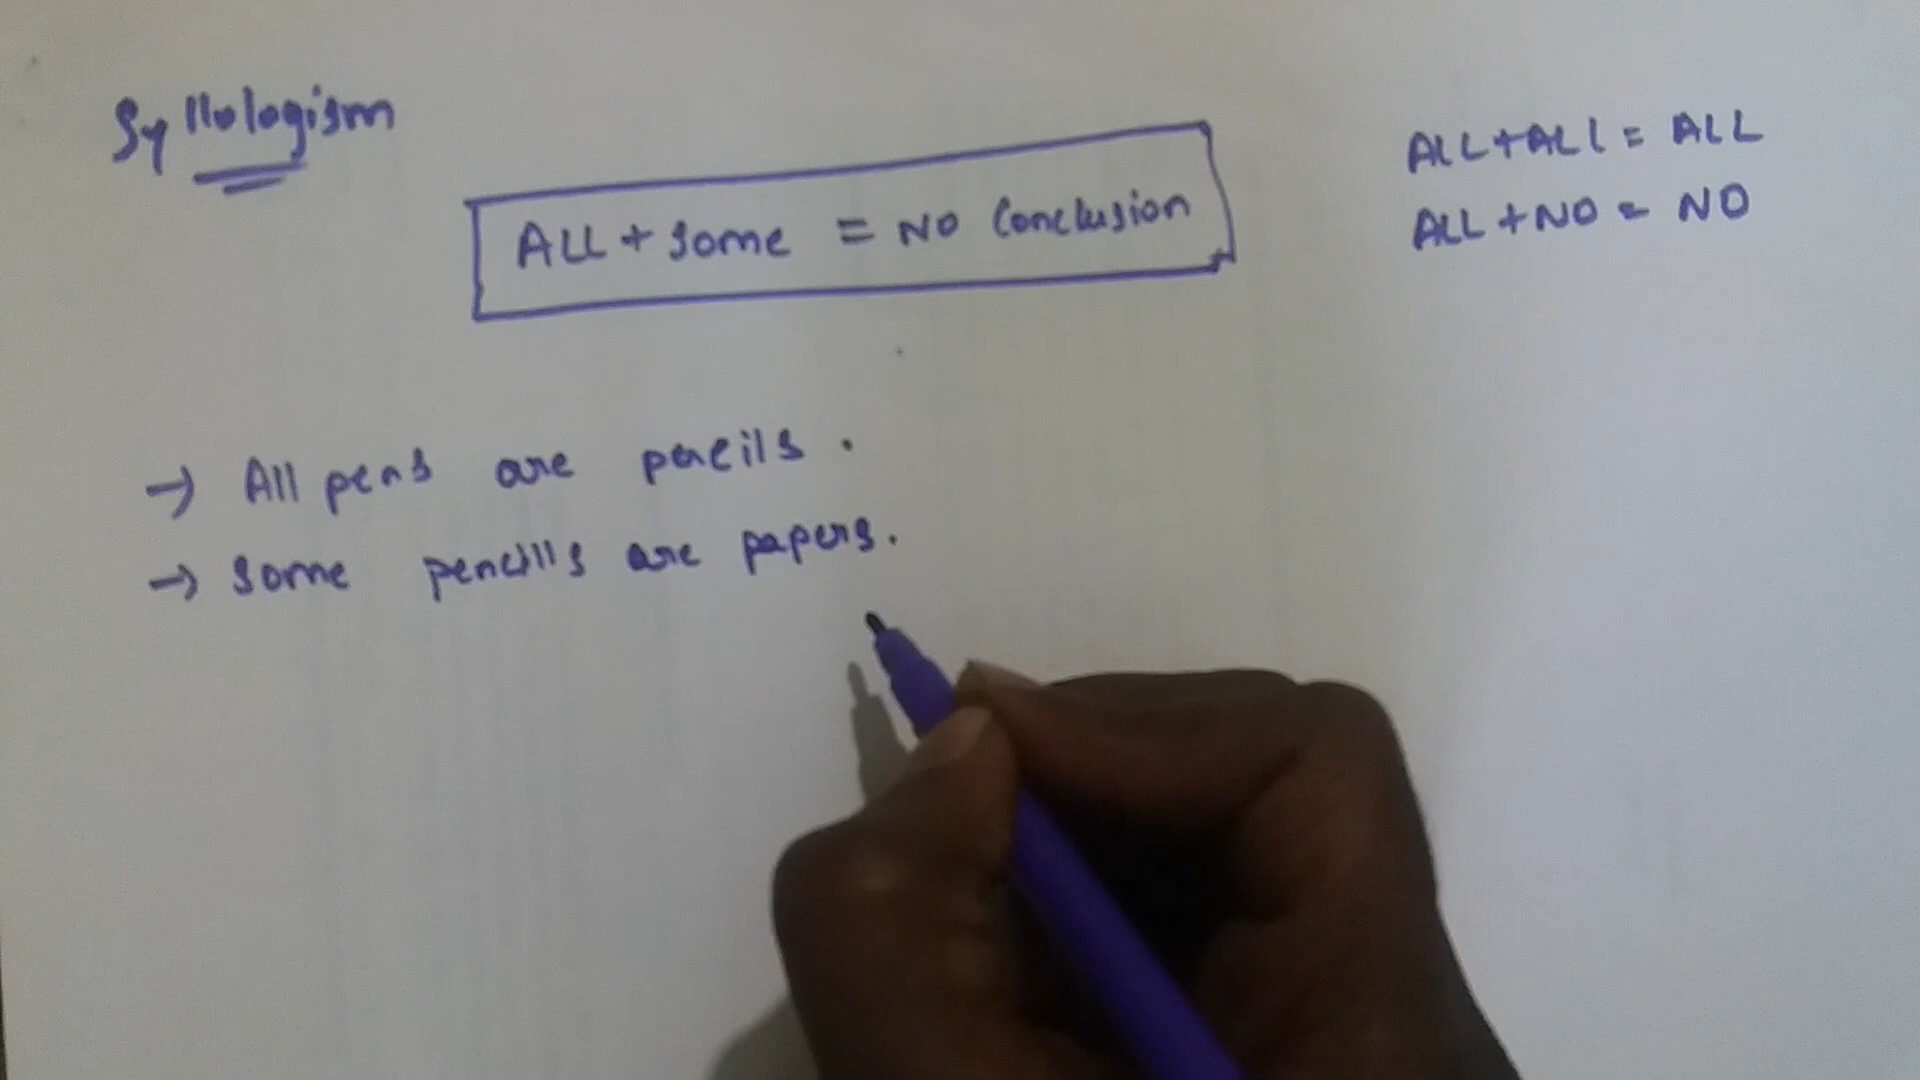 Syllologism
ALL + some = NO Conclusion
ALL + ALL = ALL
ALL + NO = NO
→ All pens are pencils.
→ some pencills are papers.